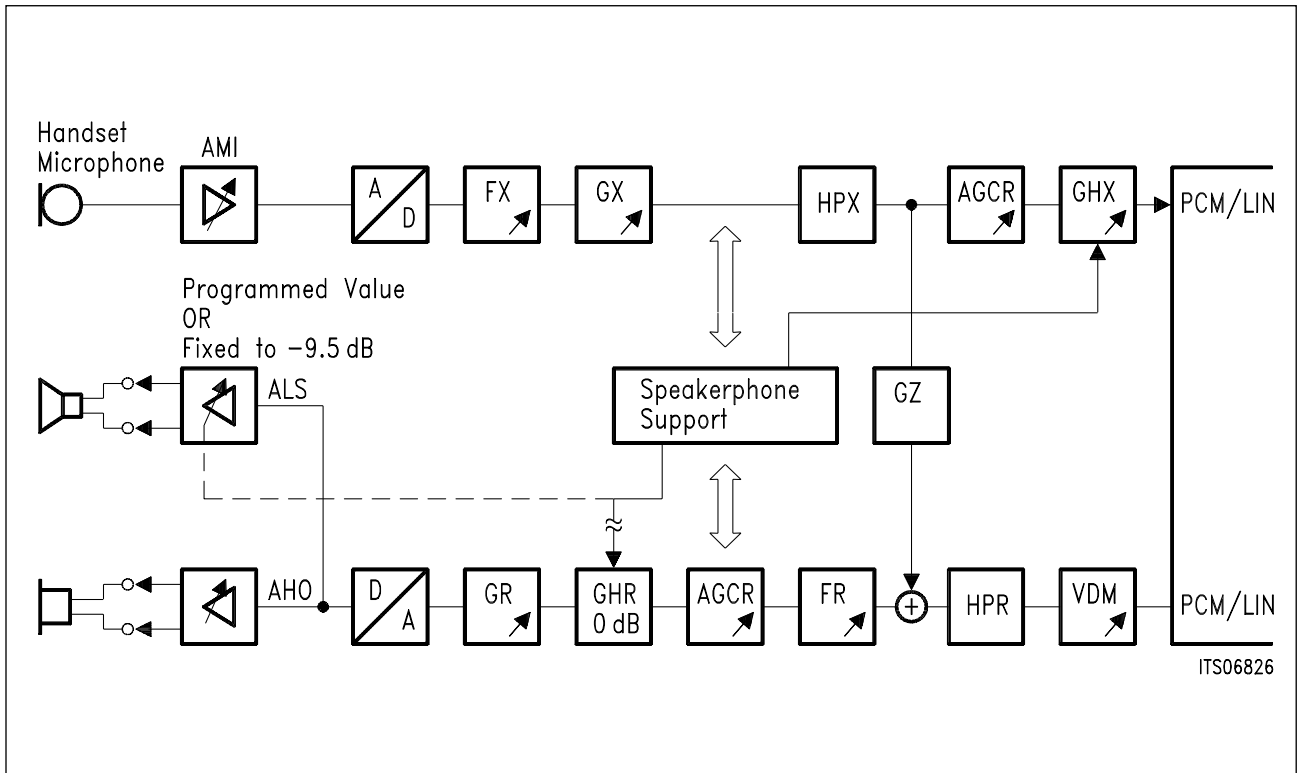 Handset
Microphone
AMI
A
D
FX
GX
HPX
AGCR
GHX
PCM/LIN
Programmed Value
OR
Fixed to -9.5 dB
ALS
Speakerphone
Support
GZ
AHO
D
A
GR
GHR
0 dB
AGCR
FR
+
HPR
VDM
PCM/LIN
ITS06826